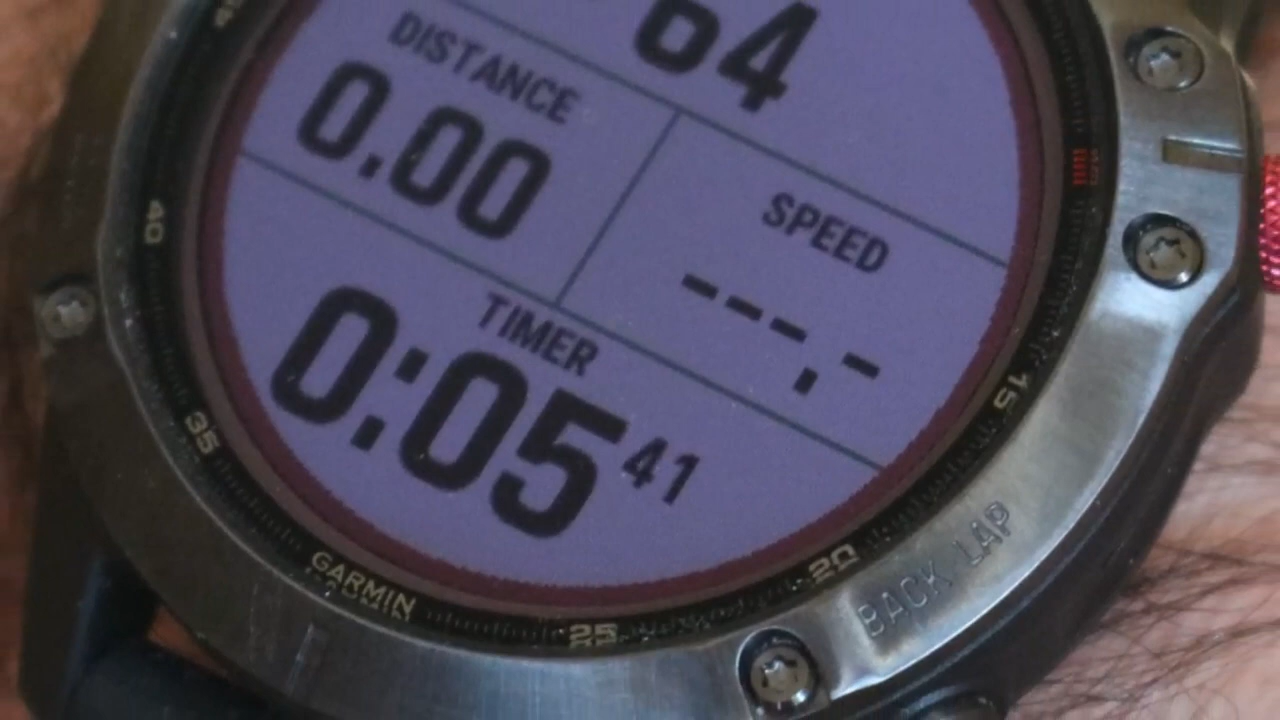 64
DISTANCE
0.00
SPEED
---.-
TIMER
0:05 41
40
35
GARMIN
25
20
15
BACK LAP